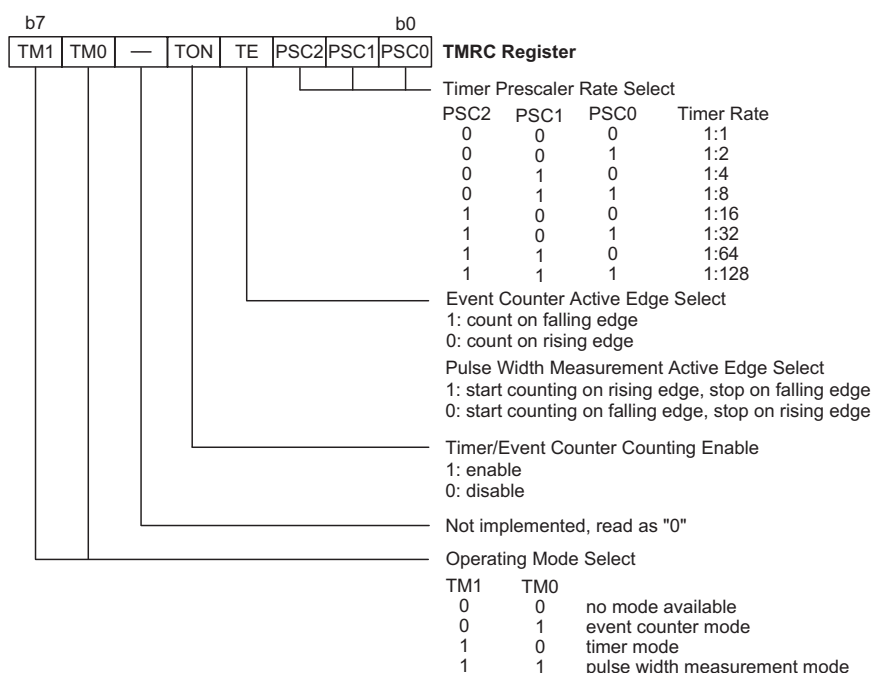 b7 b0
TM1 TM0 — TON TE PSC2 PSC1 PSC0 TMRC Register
Timer Prescaler Rate Select
PSC2 PSC1 PSC0 Timer Rate
0 0 0 1:1
0 0 1 1:2
0 1 0 1:4
0 1 1 1:8
1 0 0 1:16
1 0 1 1:32
1 1 0 1:64
1 1 1 1:128
Event Counter Active Edge Select
1: count on falling edge
0: count on rising edge
Pulse Width Measurement Active Edge Select
1: start counting on rising edge, stop on falling edge
0: start counting on falling edge, stop on rising edge
Timer/Event Counter Counting Enable
1: enable
0: disable
Not implemented, read as "0"
Operating Mode Select
TM1 TM0
0 0 no mode available
0 1 event counter mode
1 0 timer mode
1 1 pulse width measurement mode